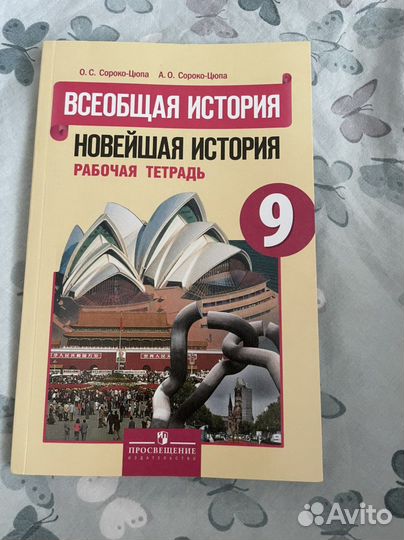 О. С. Сороко-Цюпа А. О. Сороко-Цюпа
ВСЕОБЩАЯ ИСТОРИЯ
НОВЕЙШАЯ ИСТОРИЯ
РАБОЧАЯ ТЕТРАДЬ
9
ПРОСВЕЩЕНИЕ
ИЗДАТЕЛЬСТВО
Avito